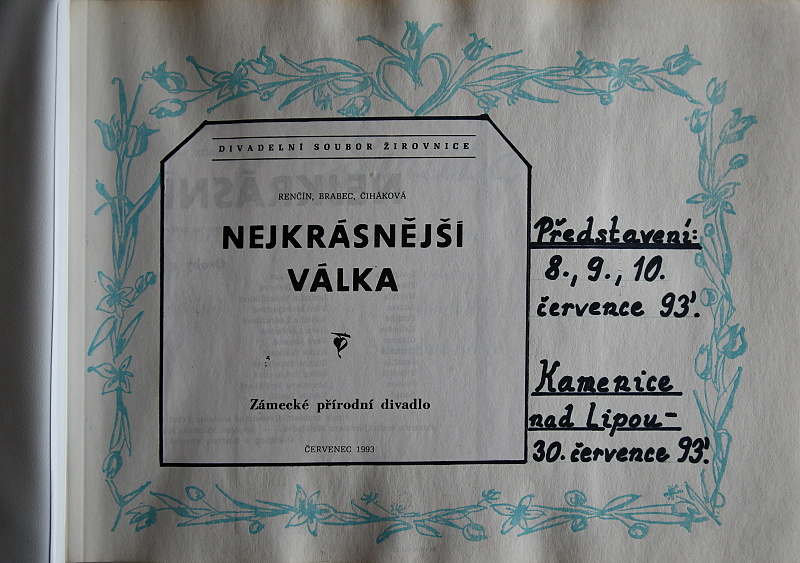 DIVADELNÍ SOUBOR ŽIROVNICE
RENČÍN, BRABEC, ČIHÁKOVÁ
NEJKRÁSNĚJŠÍ
VÁLKA
Zámecké přírodní divadlo
ČERVENEC 1993
Představení:
8., 9., 10.
července 93'.
Kamenice
nad Lipou-
30. července 93'.